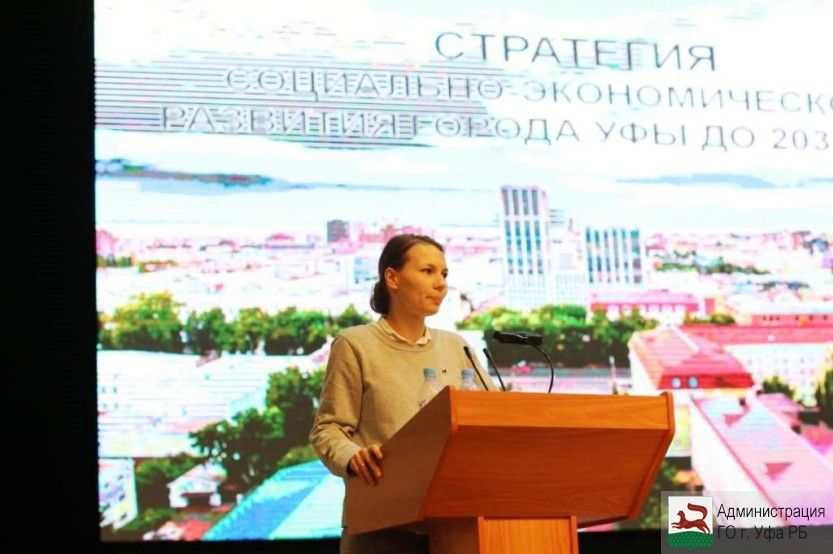 СТРАТЕГИЯ
СОЦИАЛЬНО-ЭКОНОМИЧЕСКО
РАЗВИТИЯ ГОРОДА УФЫ ДО 203
Администрация
ГО г. Уфа РБ